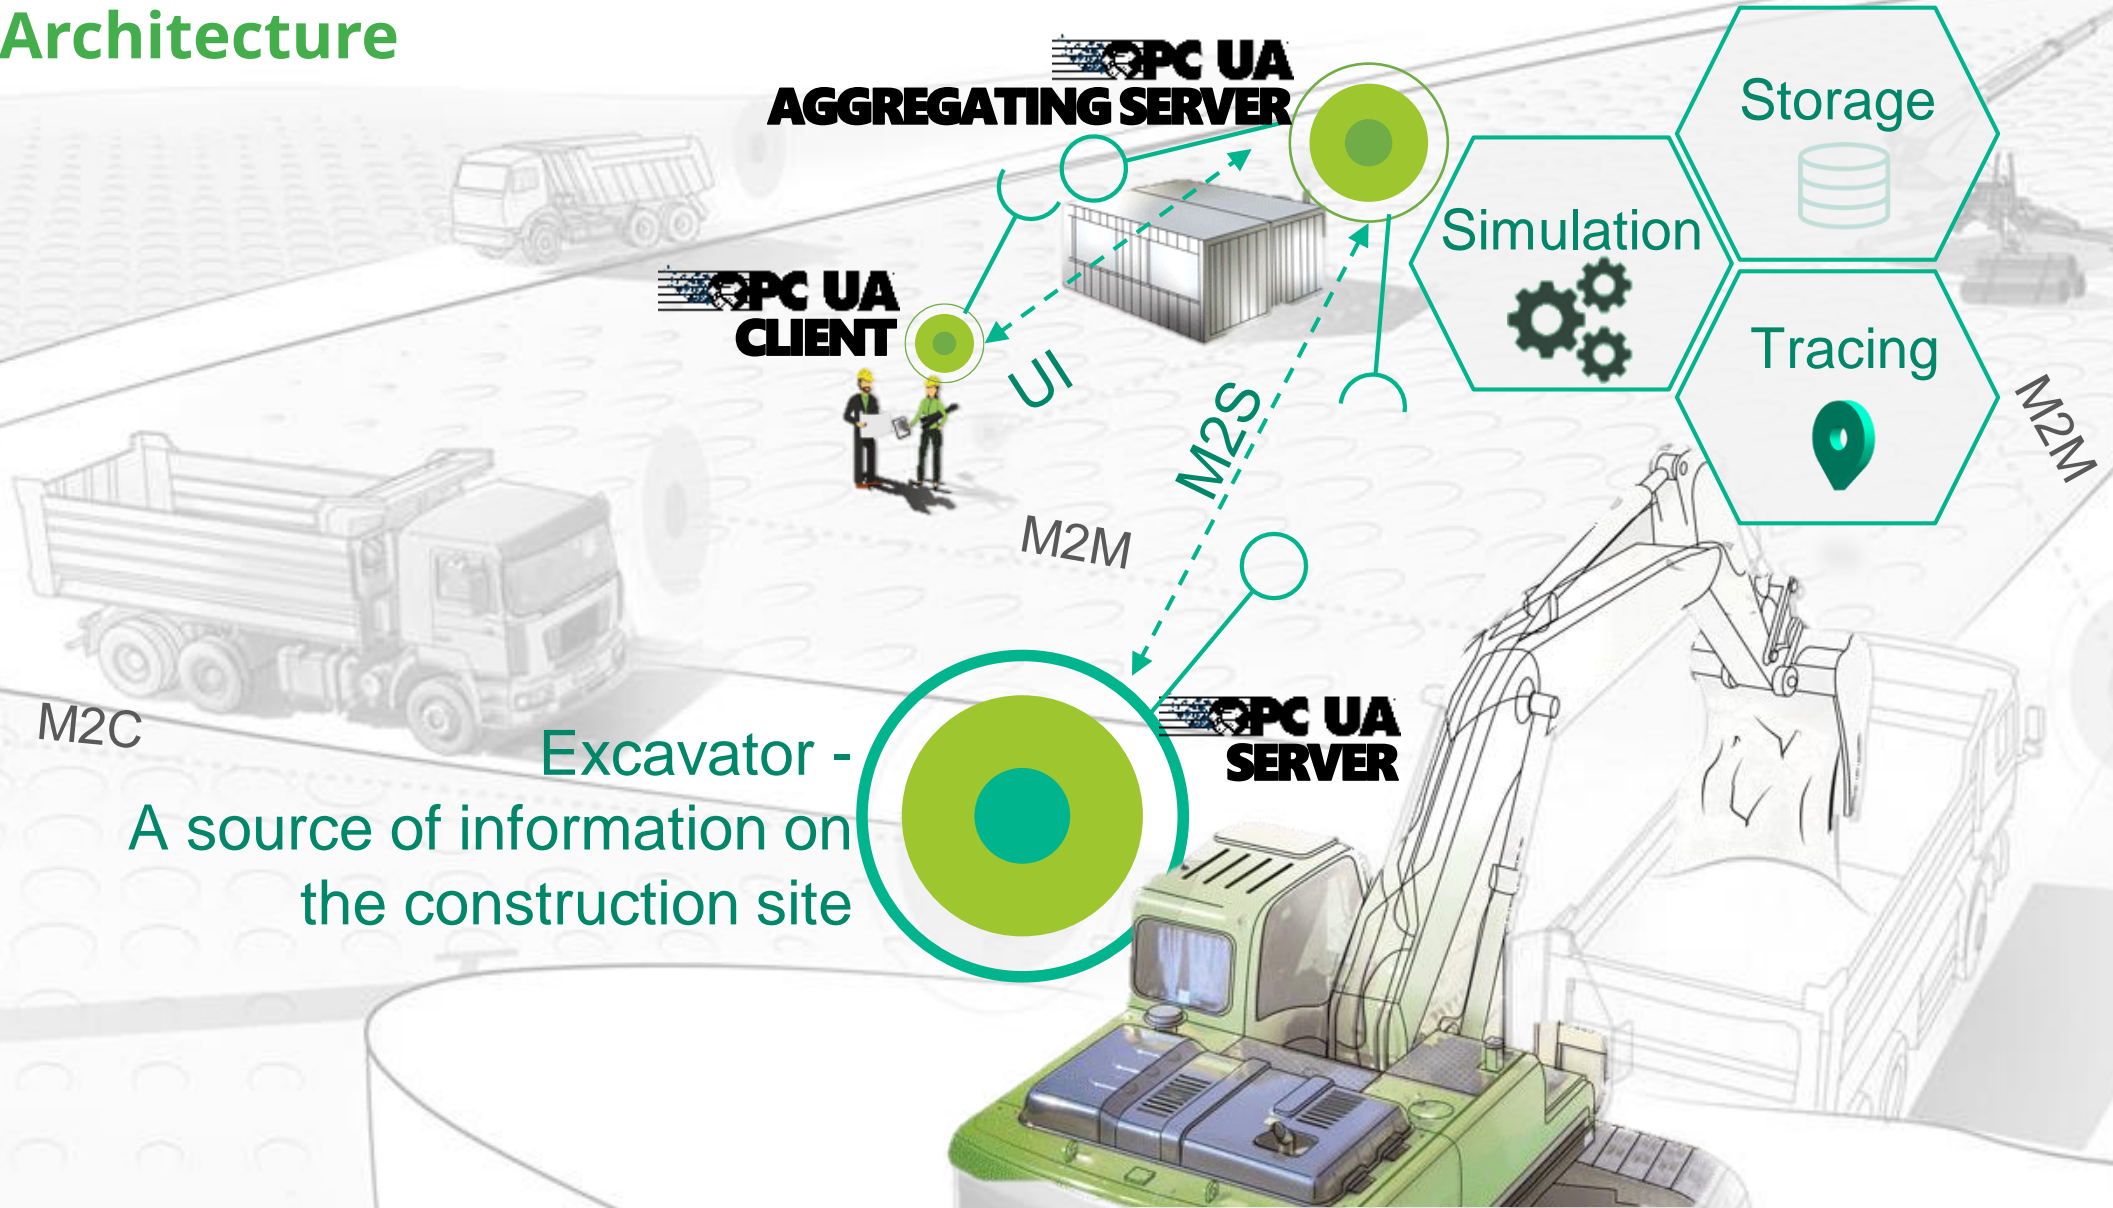 Architecture
OPC UA
AGGREGATING SERVER
Storage
Simulation
OPC UA
CLIENT
Tracing
UI
M2S
M2M
M2M
M2C
OPC UA
SERVER
Excavator -
A source of information on
the construction site